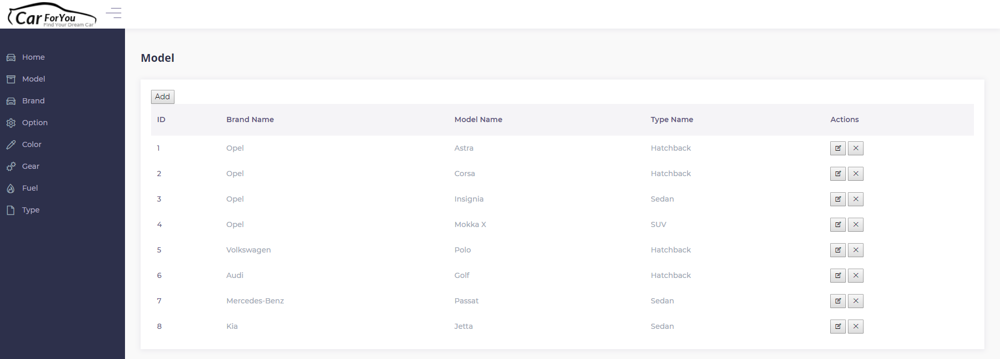 Car ForYou
Find Your Dream Car
Home
Model
Brand
Option
Color
Gear
Fuel
Type
Model
Add
ID Brand Name Model Name Type Name Actions
1 Opel Astra Hatchback
2 Opel Corsa Hatchback
3 Opel Insignia Sedan
4 Opel Mokka X SUV
5 Volkswagen Polo Hatchback
6 Audi Golf Hatchback
7 Mercedes-Benz Passat Sedan
8 Kia Jetta Sedan